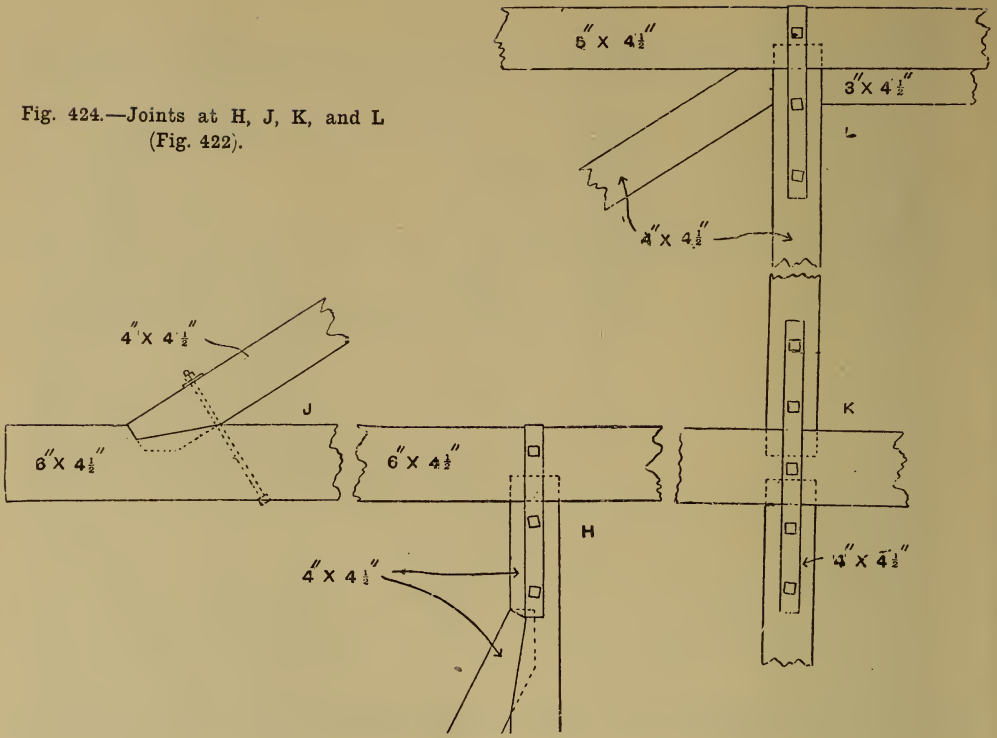 5" X 4½"
3" X 4½"
Fig. 424.—Joints at H, J, K, and L
(Fig. 422).
L
4" X 4½"
4" X 4½"
J
K
6" X 4½"
6" X 4½"
H
4" X 4½"
4" X 4½"